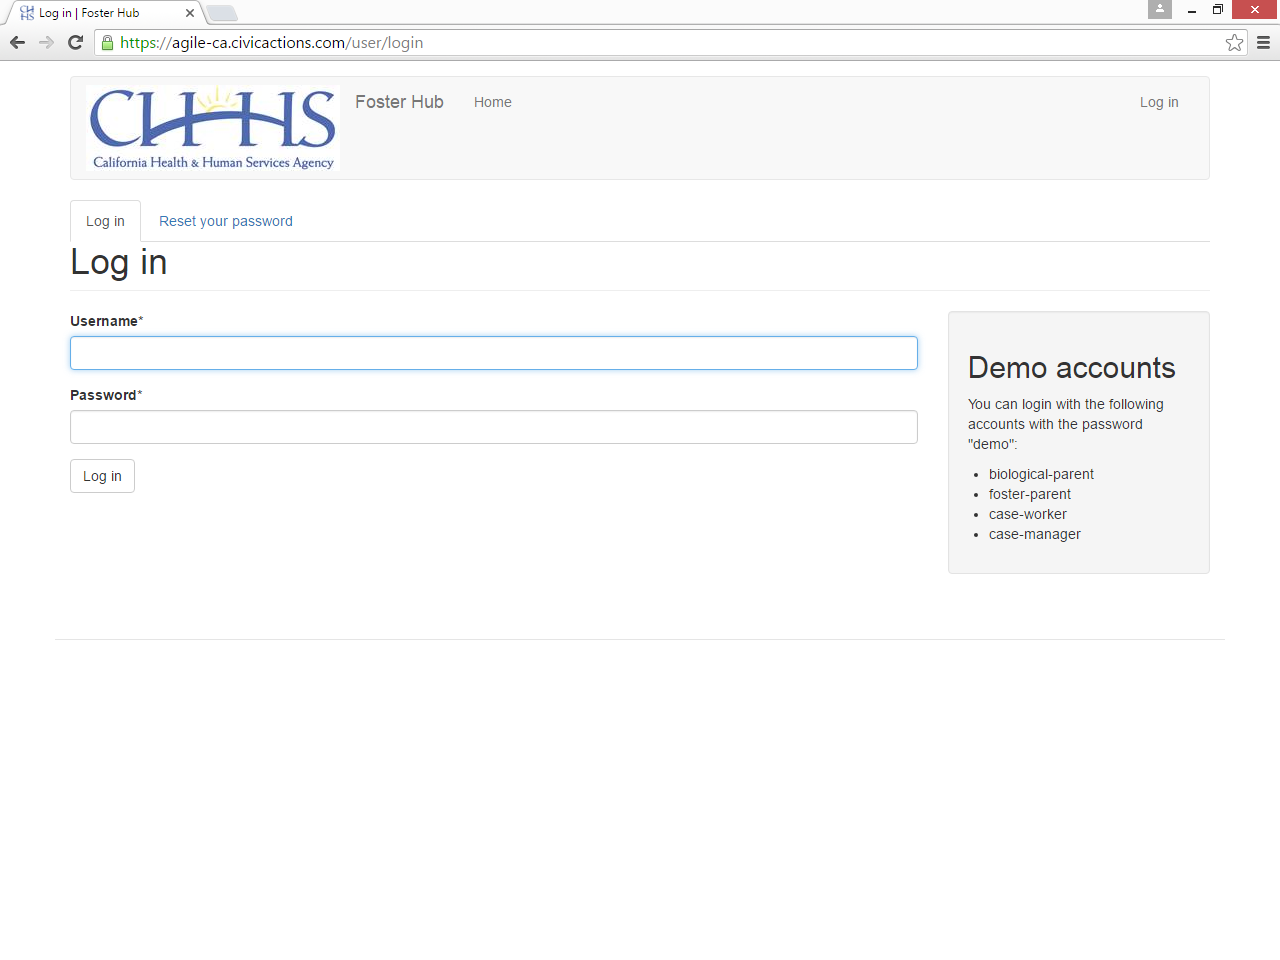 Log in | Foster Hub
https://agile-ca.civicactions.com/user/login
CHHS
California Health & Human Services Agency
Foster Hub
Home
Log in
Log in
Reset your password
Log in
Username*
Password*
Log in
Demo accounts
You can login with the following
accounts with the password
"demo":
• biological-parent
• foster-parent
• case-worker
• case-manager